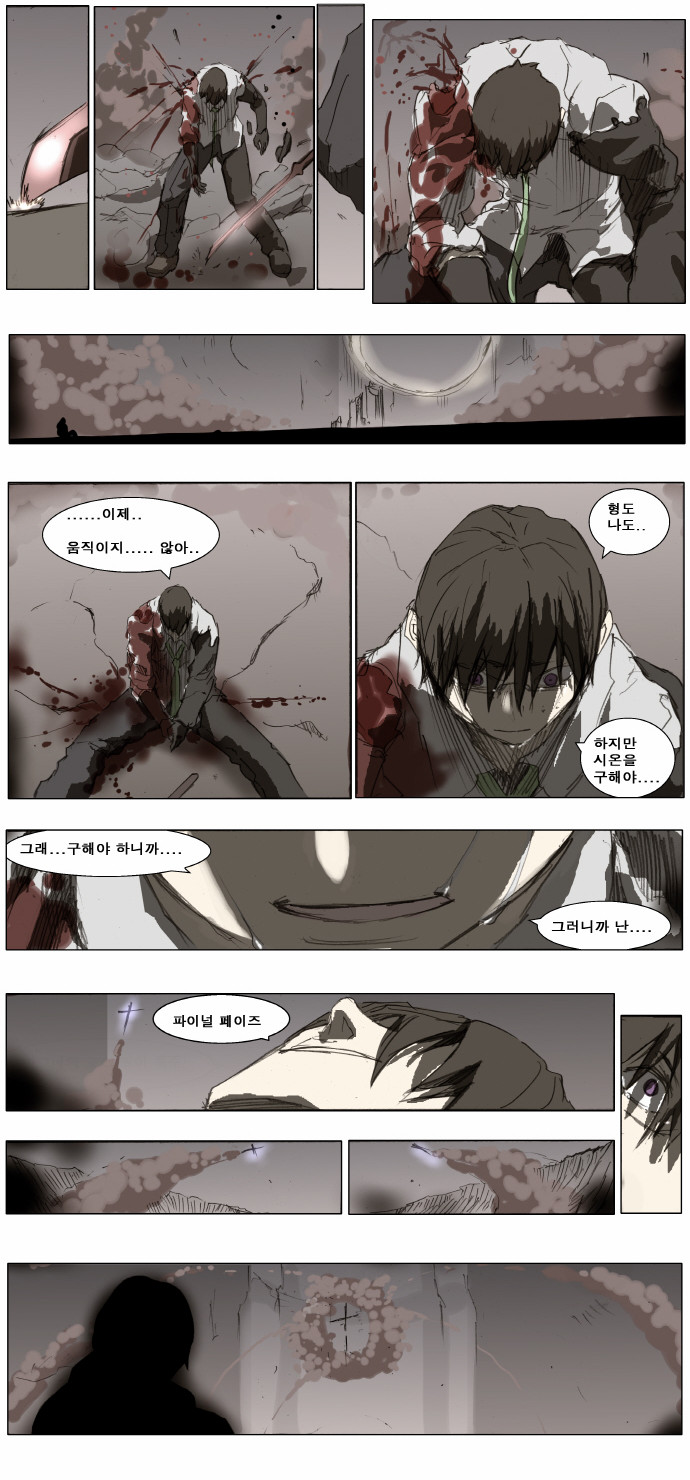 ......이제..
움직이지..... 않아..
형도
나도..
하지만
시온을
구해야....
그래...구해야 하니까....
그러니까 난....
파이널 페이즈